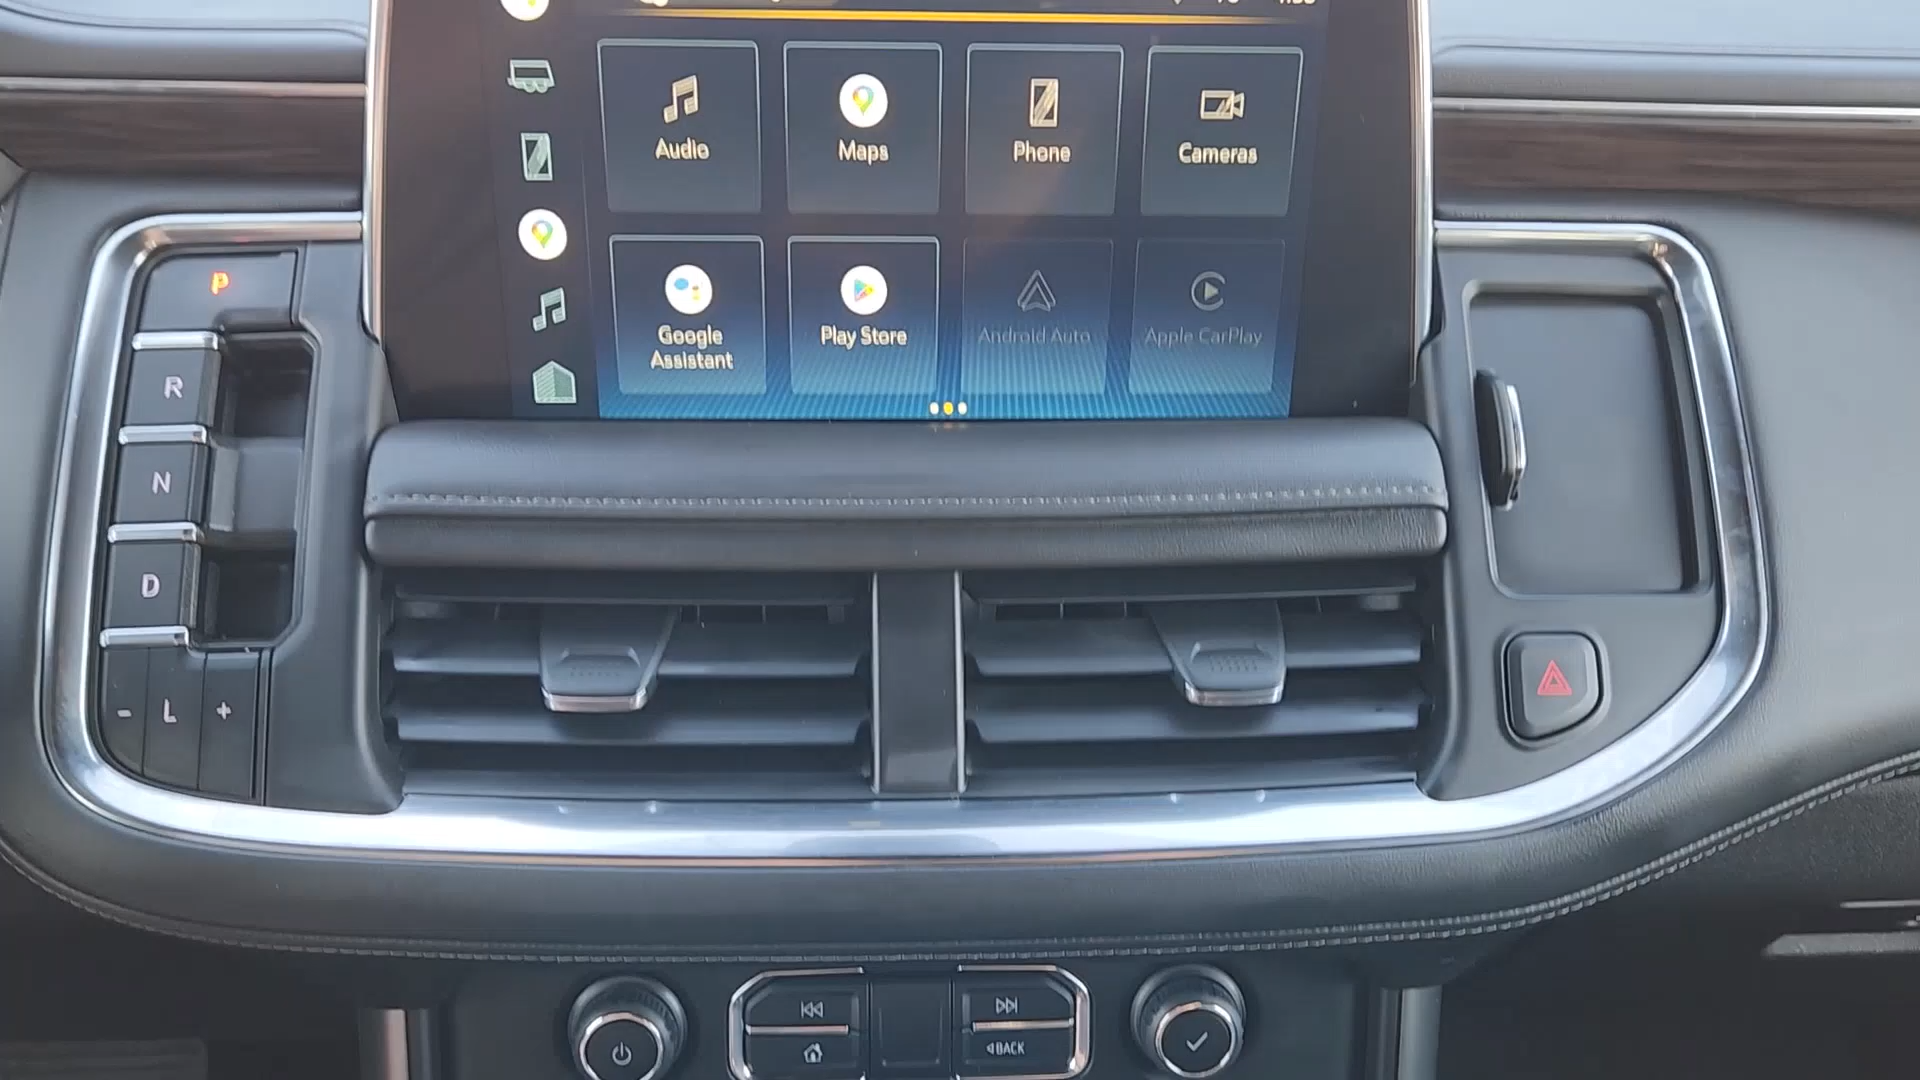 Audio
Maps
Phone
Cameras
Google
Assistant
Play Store
Android Auto
Apple CarPlay
P
R
N
D
- L +
BACK